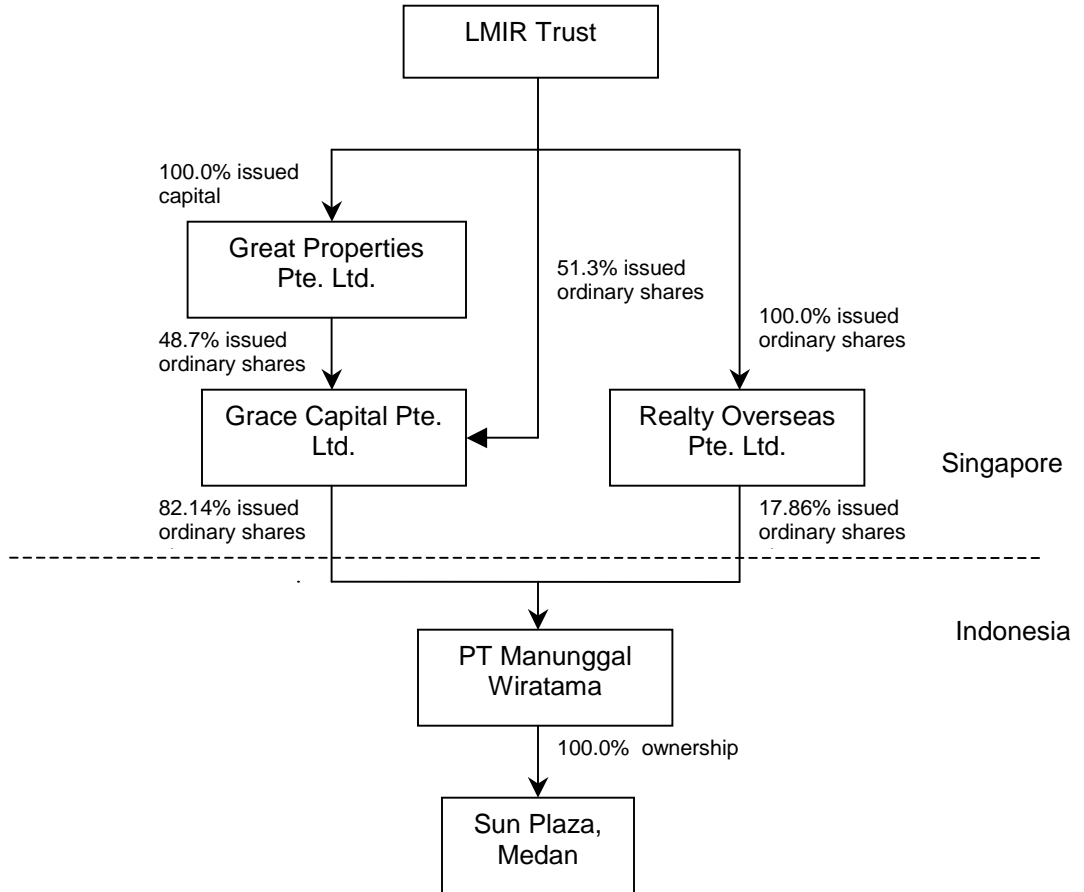 LMIR Trust
100.0% issued
capital
Great Properties
Pte. Ltd.
51.3% issued
ordinary shares
100.0% issued
ordinary shares
48.7% issued
ordinary shares
Grace Capital Pte.
Ltd.
Realty Overseas
Pte. Ltd.
Singapore
82.14% issued
ordinary shares
17.86% issued
ordinary shares
Indonesia
PT Manunggal
Wiratama
100.0% ownership
Sun Plaza,
Medan